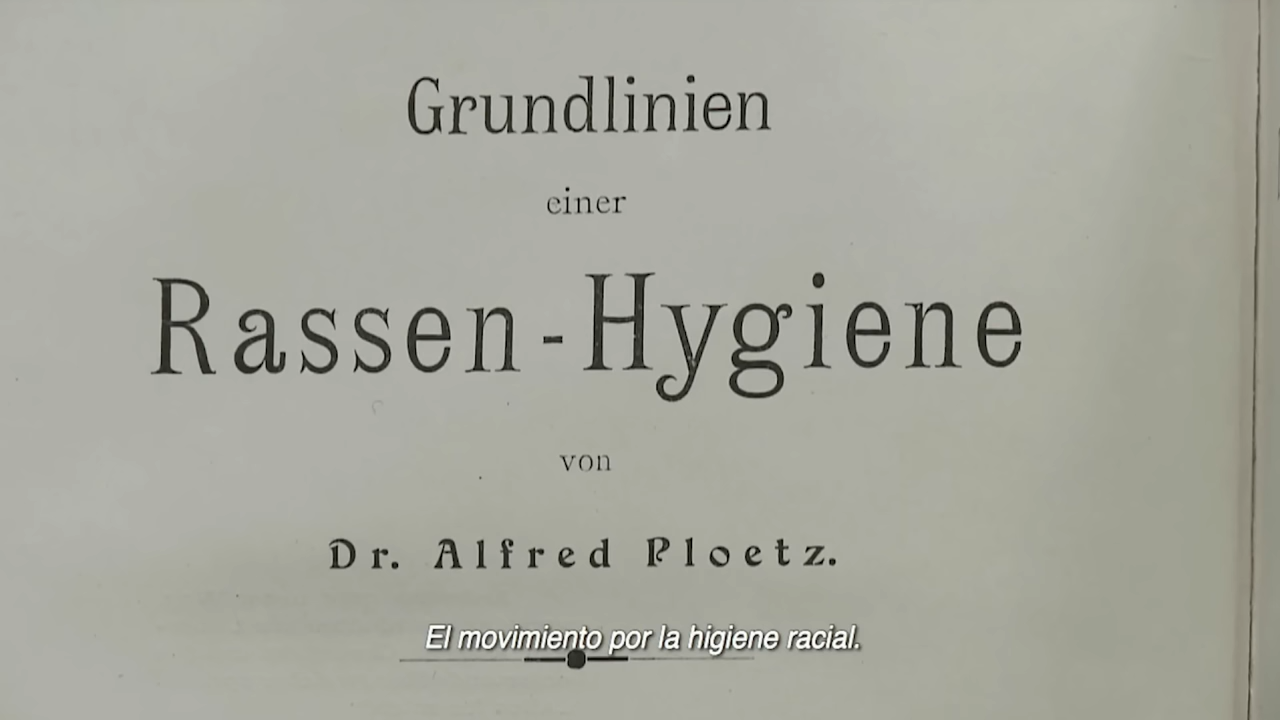 Grundlinien
einer
Rassen-Hygiene
von
Dr. Alfred Ploetz.
El movimiento por la higiene racial.